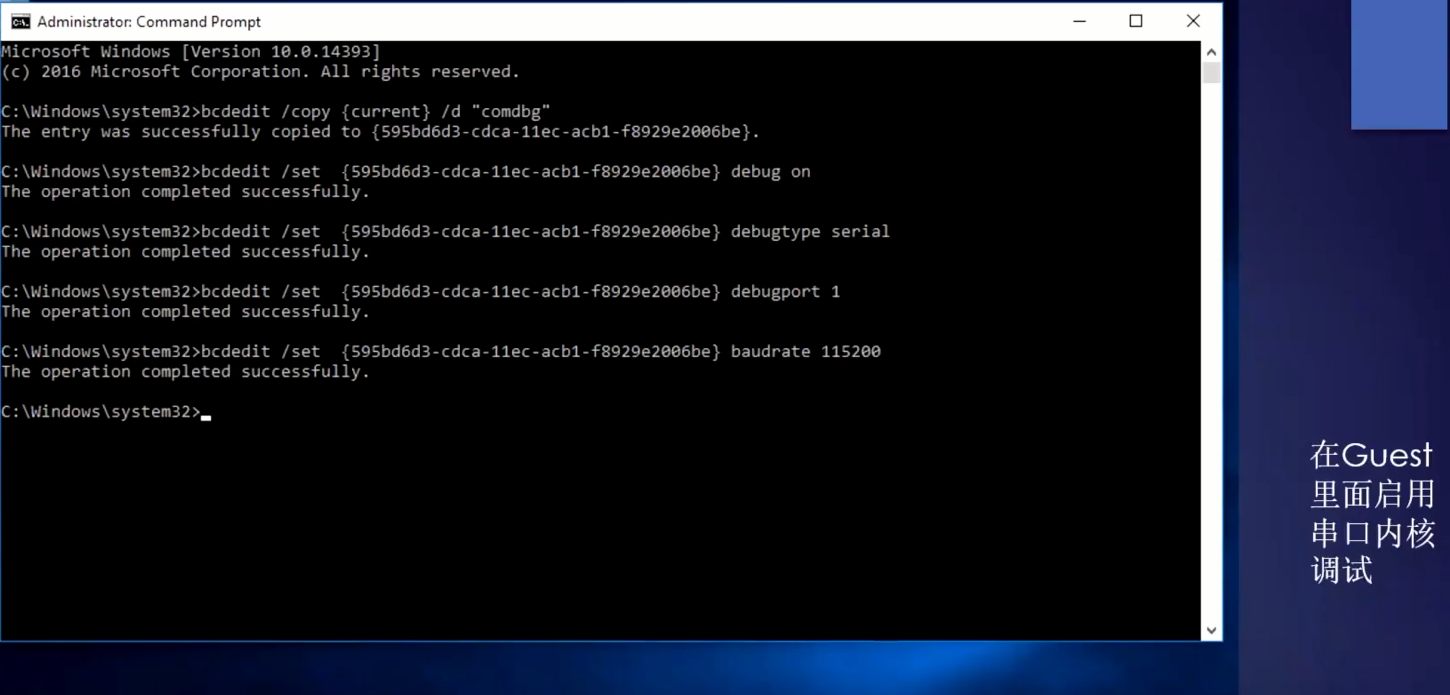 Administrator: Command Prompt
Microsoft Windows [Version 10.0.14393]
(c) 2016 Microsoft Corporation. All rights reserved.
C:\Windows\system32>bcdedit /copy {current} /d "comdbg"
The entry was successfully copied to {595bd6d3-cdca-11ec-acb1-f8929e2006be}.
C:\Windows\system32>bcdedit /set  {595bd6d3-cdca-11ec-acb1-f8929e2006be} debug on
The operation completed successfully.
C:\Windows\system32>bcdedit /set  {595bd6d3-cdca-11ec-acb1-f8929e2006be} debugtype serial
The operation completed successfully.
C:\Windows\system32>bcdedit /set  {595bd6d3-cdca-11ec-acb1-f8929e2006be} debugport 1
The operation completed successfully.
C:\Windows\system32>bcdedit /set  {595bd6d3-cdca-11ec-acb1-f8929e2006be} baudrate 115200
The operation completed successfully.
C:\Windows\system32>
在Guest
里面启用
串口内核
调试